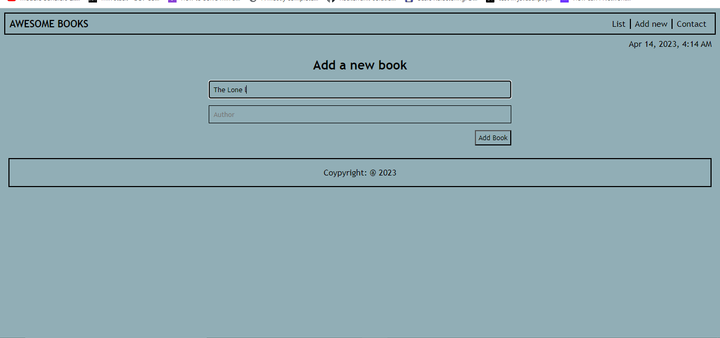 AWESOME BOOKS
List
Add new
Contact
Apr 14, 2023, 4:14 AM
Add a new book
The Lone
Author
Add Book
Coypyright: @ 2023